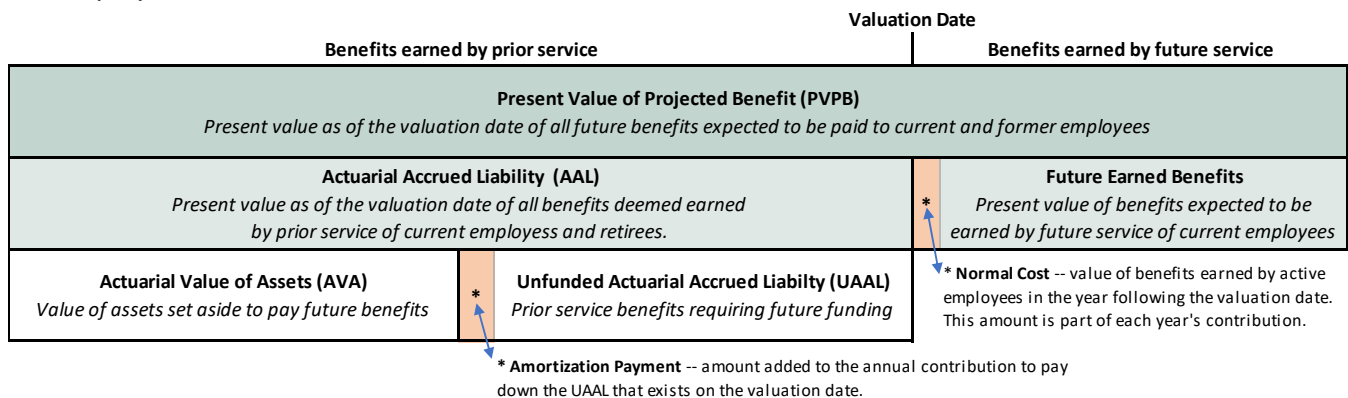 Valuation Date
Benefits earned by prior service
Benefits earned by future service
Present Value of Projected Benefit (PVPB)
Present value as of the valuation date of all future benefits expected to be paid to current and former employees
Actuarial Accrued Liability (AAL)
Present value as of the valuation date of all benefits deemed earned
by prior service of current employess and retirees.
*
Future Earned Benefits
Present value of benefits expected to be
earned by future service of current employees
Actuarial Value of Assets (AVA)
Value of assets set aside to pay future benefits
*
Unfunded Actuarial Accrued Liabilty (UAAL)
Prior service benefits requiring future funding
* Normal Cost -- value of benefits earned by active
employees in the year following the valuation date.
This amount is part of each year's contribution.
* Amortization Payment -- amount added to the annual contribution to pay
down the UAAL that exists on the valuation date.